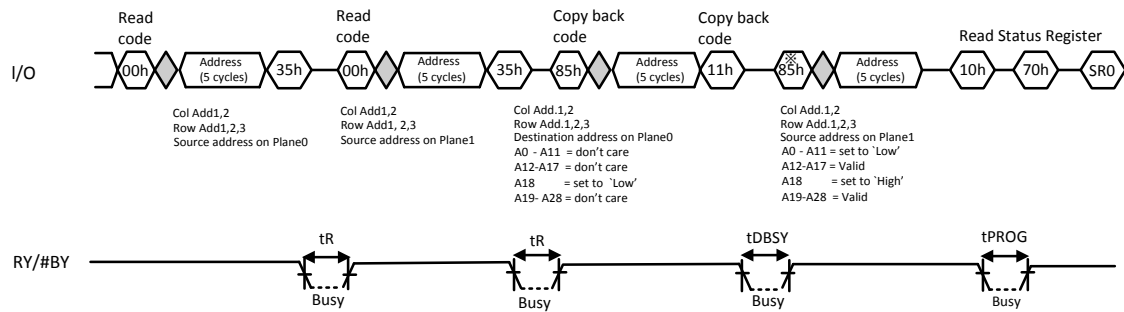 Read code
Read code
Copy back code
Copy back code
Read Status Register
I/O
00h
Address (5 cycles)
35h
00h
Address (5 cycles)
35h
85h
Address (5 cycles)
11h
※
85h
Address (5 cycles)
10h
70h
SR0
Col Add1,2
Row Add1,2,3
Source address on Plane0
Col Add1,2
Row Add1, 2,3
Source address on Plane1
Col Add.1,2
Row Add.1,2,3
Destination address on Plane0
A0 - A11 = don't care
A12-A17 = don't care
A18 = set to `Low'
A19- A28 = don't care
Col Add.1,2
Row Add.1,2,3
Source address on Plane1
A0 - A11 = set to `Low'
A12-A17 = Valid
A18 = set to `High'
A19-A28 = Valid
RY/#BY
tR
Busy
tR
Busy
tDBSY
Busy
tPROG
Busy